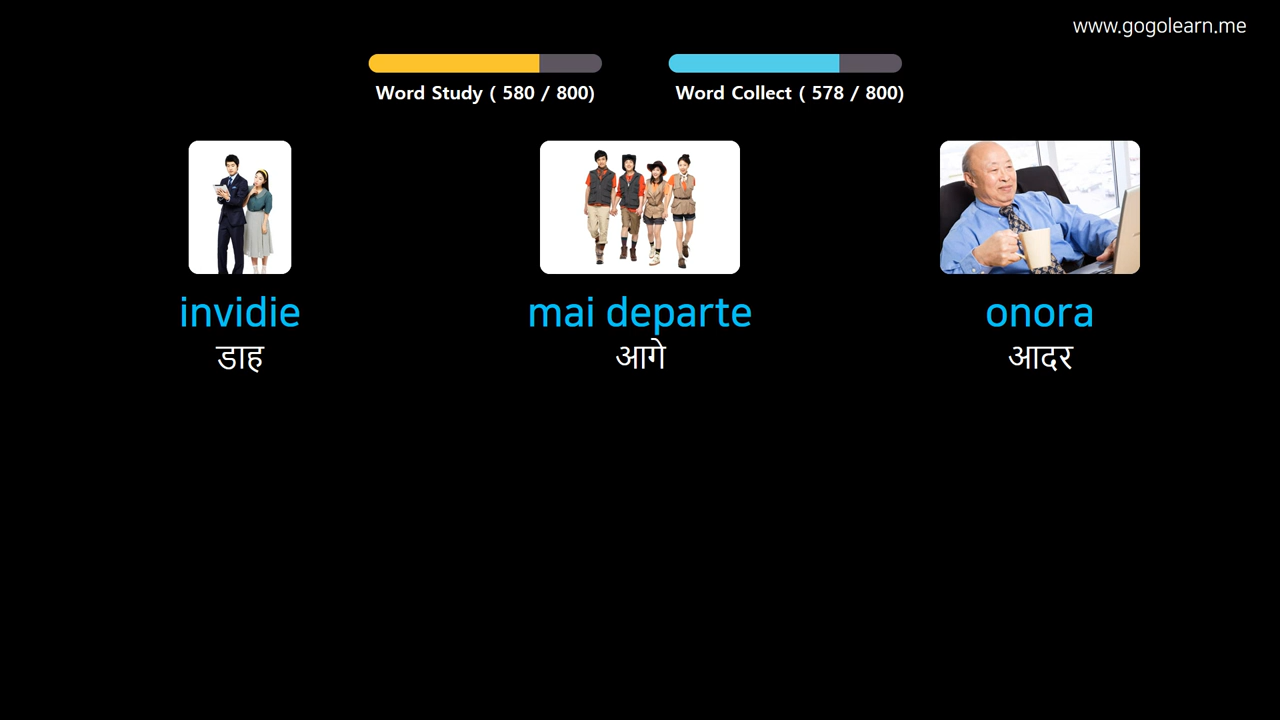 www.gogolearn.me
Word Study ( 580 / 800)
Word Collect ( 578 / 800)
invidie
डाह
mai departe
आगे
onora
आदर